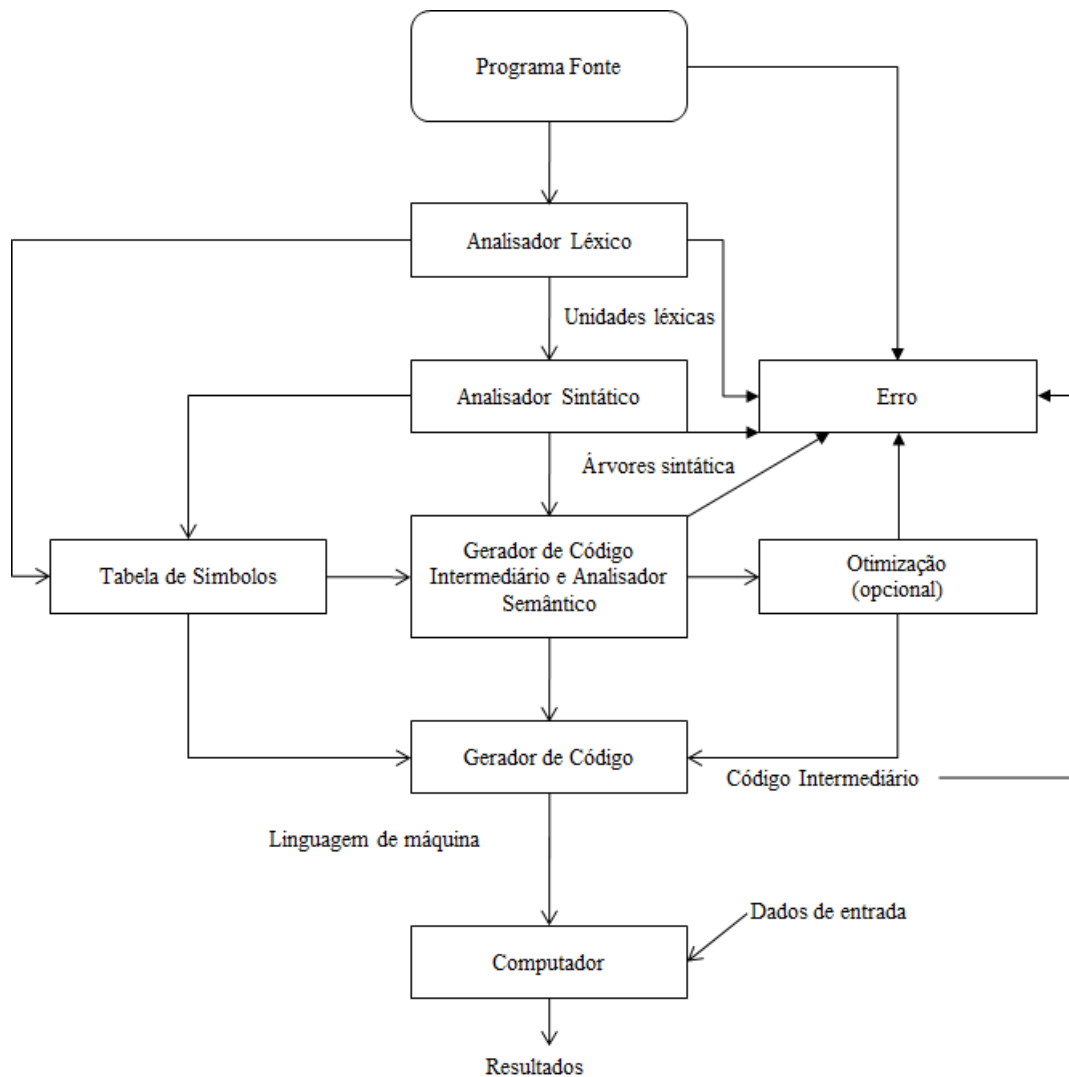 Programa Fonte
Analisador Léxico
Unidades léxicas
Analisador Sintático
Erro
Árvores sintática
Tabela de Símbolos
Gerador de Código
Intermediário e Analisador
Semântico
Otimização
(opcional)
Gerador de Código
Código Intermediário
Linguagem de máquina
Dados de entrada
Computador
Resultados